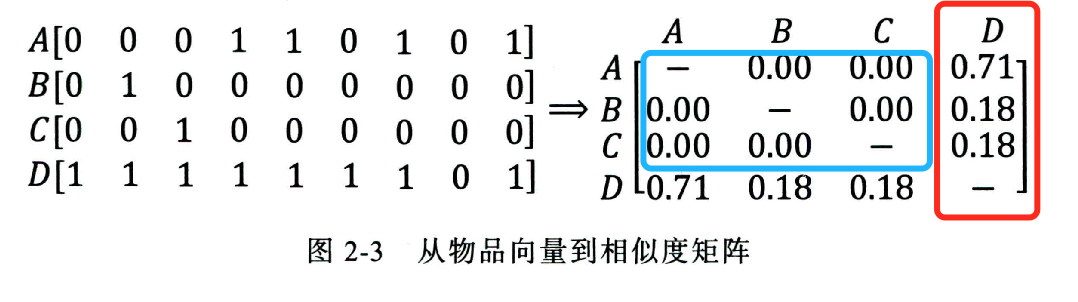 A[0 0 0 1 1 0 1 0 1]
B[0 1 0 0 0 0 0 0 0]
C[0 0 1 0 0 0 0 0 0]
D[1 1 1 1 1 1 1 0 1]
⟹
A B C D
A [ − 0.00 0.00 0.71 ]
B 0.00 − 0.00 0.18
C 0.00 0.00 − 0.18
D 0.71 0.18 0.18 −
图 2-3 从物品向量到相似度矩阵